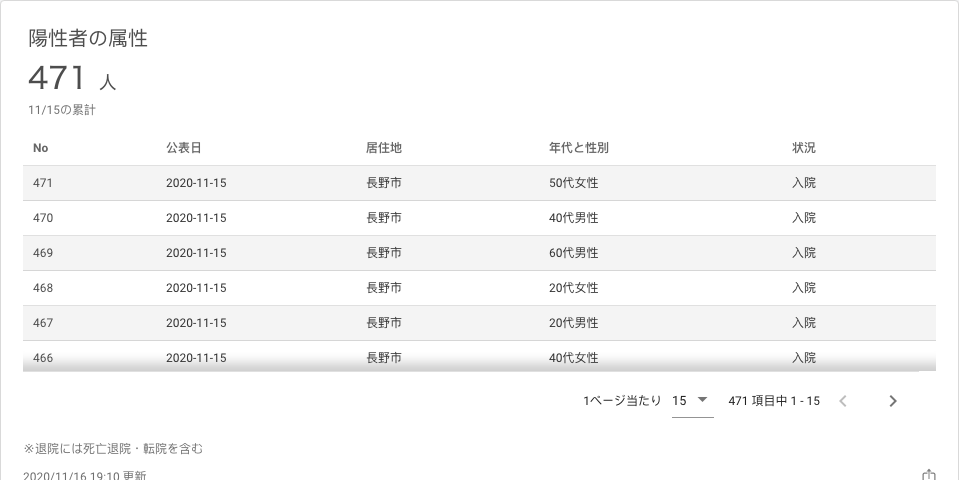 陽性者の属性
471 人
11/15の累計
No 公表日 居住地 年代と性別 状況
471 2020-11-15 長野市 50代女性 入院
470 2020-11-15 長野市 40代男性 入院
469 2020-11-15 長野市 60代男性 入院
468 2020-11-15 長野市 20代女性 入院
467 2020-11-15 長野市 20代男性 入院
466 2020-11-15 長野市 40代女性 入院
1ページ当たり 15 471 項目中 1 - 15
※退院には死亡退院・転院を含む
2020/11/16 19:10 更新